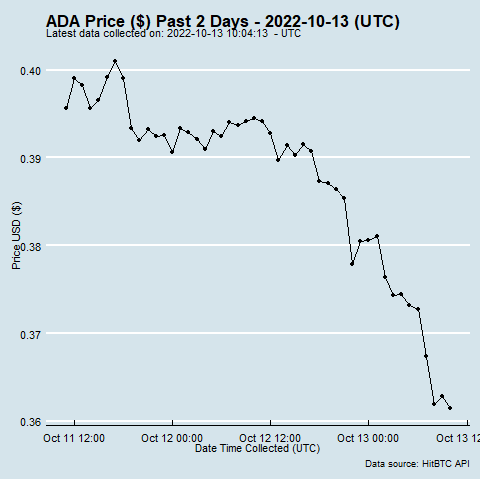 ADA Price ($) Past 2 Days - 2022-10-13 (UTC)
Latest data collected on: 2022-10-13 10:04:13 - UTC
0.40
0.39
0.38
0.37
0.36
Price USD ($)
Oct 11 12:00 Oct 12 00:00 Oct 12 12:00 Oct 13 00:00 Oct 13 12
Date Time Collected (UTC)
Data source: HitBTC API